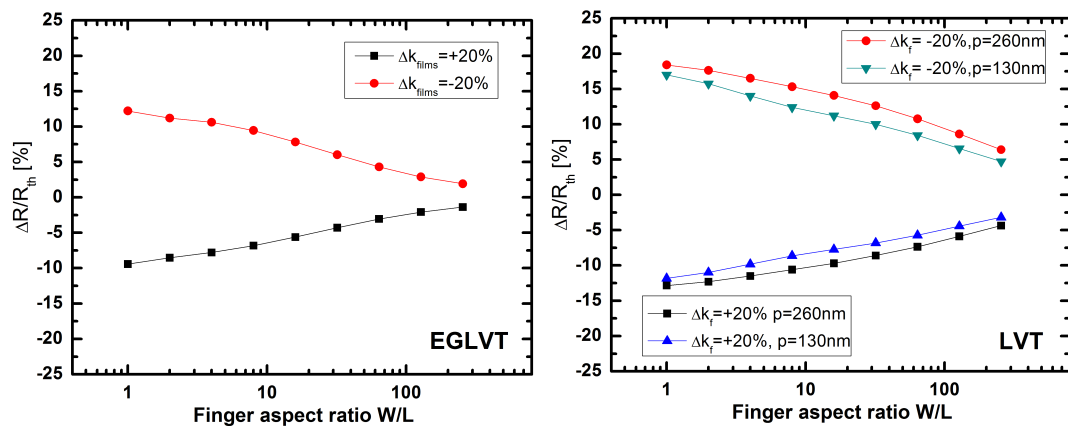 25
20
15
10
5
0
-5
-10
-15
-20
-25
ΔR/R_th [%]
Δk_films=+20%
Δk_films=-20%
EGLVT
1
10
100
Finger aspect ratio W/L
25
20
15
10
5
0
-5
-10
-15
-20
-25
ΔR/R_th [%]
Δk_f= -20%,p=260nm
Δk_f= -20%,p=130nm
Δk_f=+20% p=260nm
Δk_f=+20%, p=130nm
LVT
1
10
100
Finger aspect ratio W/L